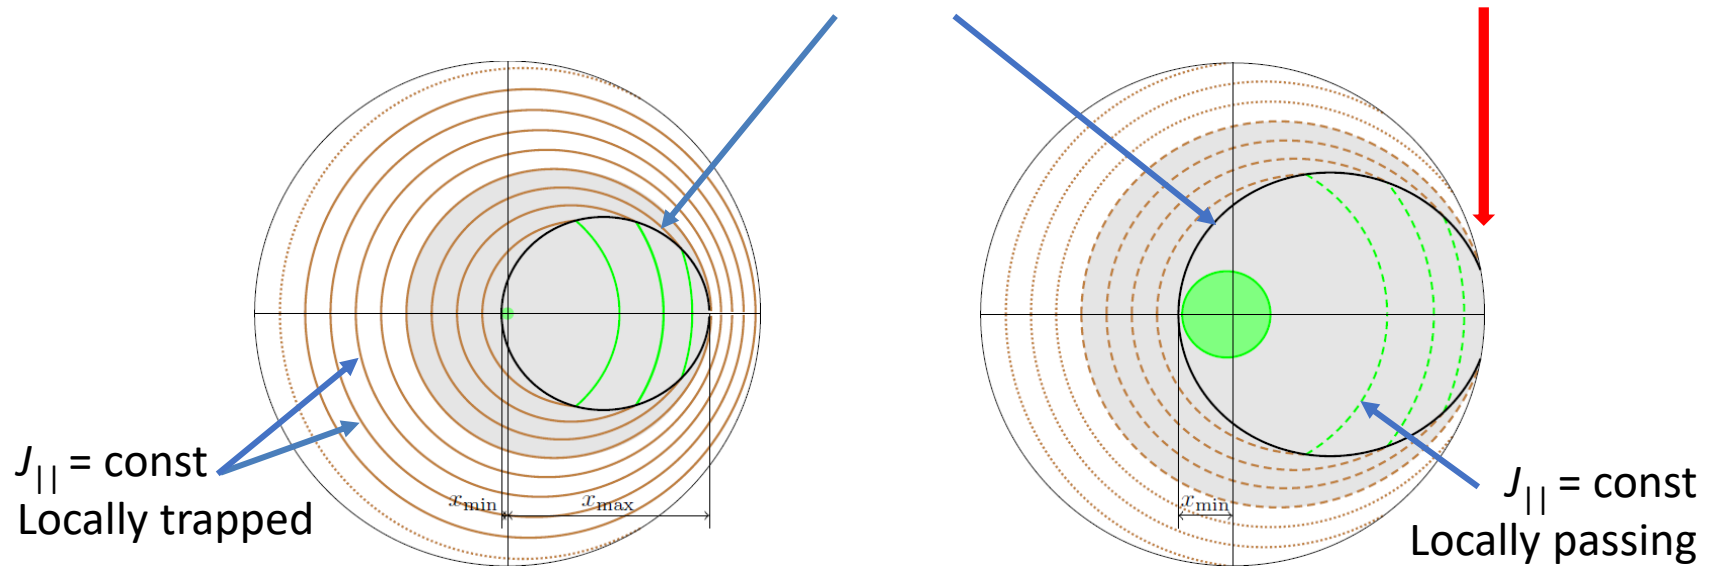 J|| = const
Locally trapped
xmin
xmax
xmin
J|| = const
Locally passing